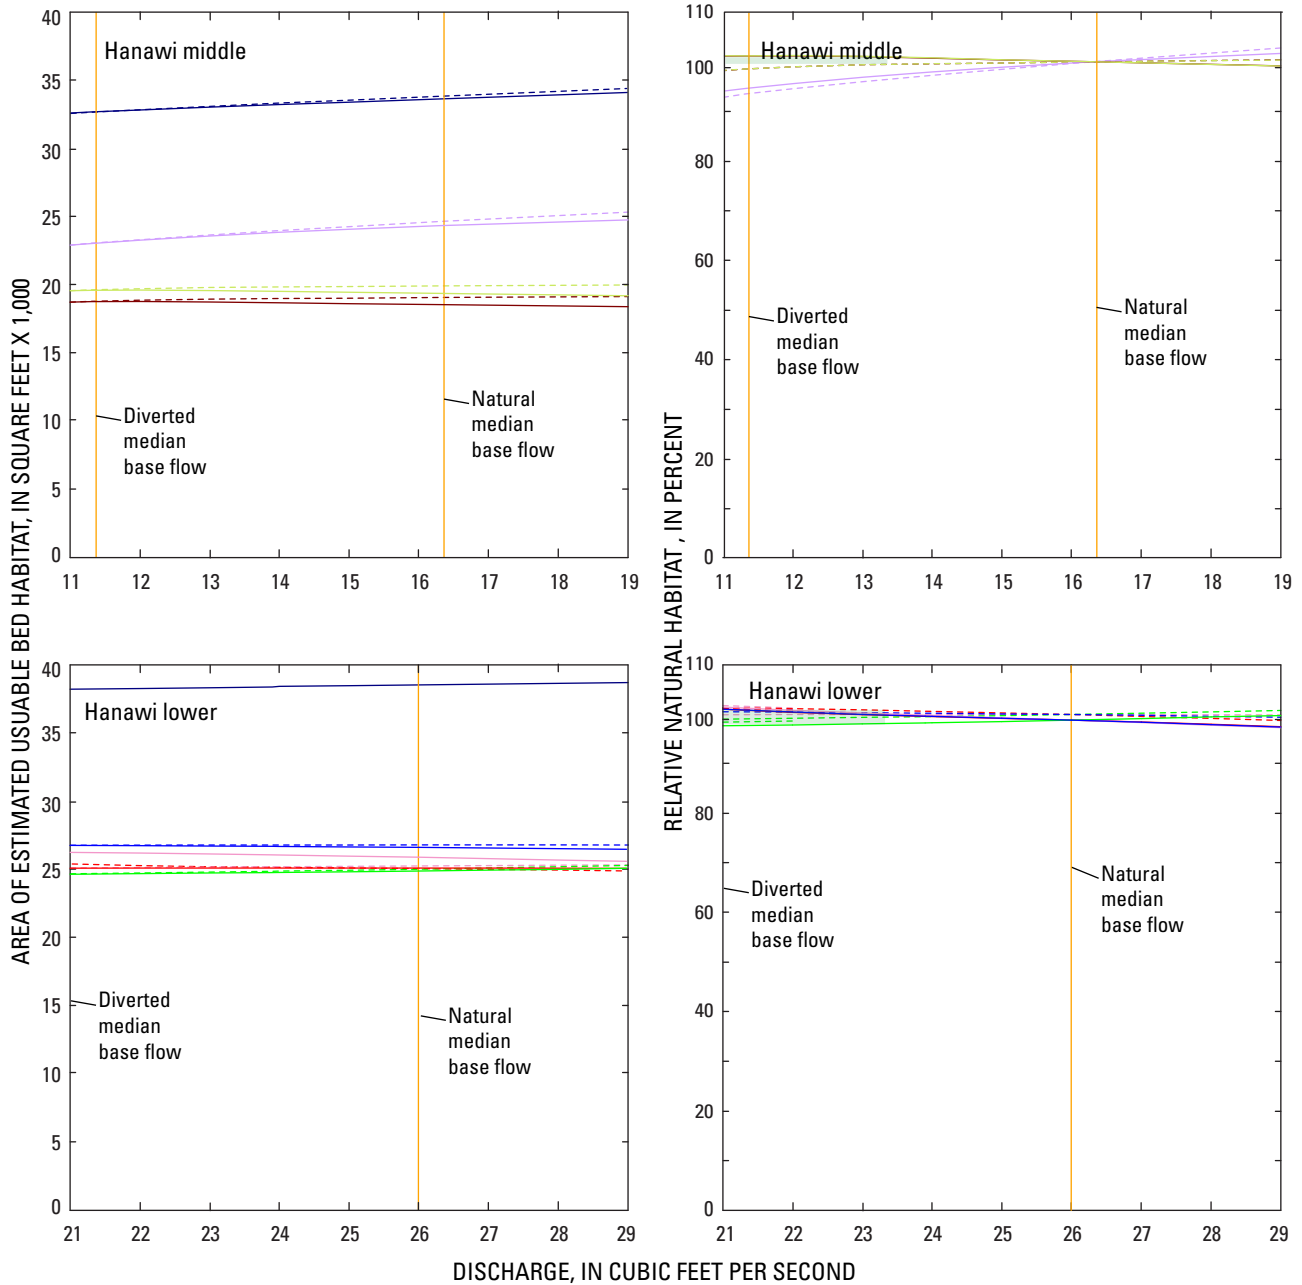 AREA OF ESTIMATED USUABLE BED HABITAT, IN SQUARE FEET X 1,000
Hanawi middle
40
35
30
25
20
15
10
5
0
Diverted
median
base flow
Natural
median
base flow
11 12 13 14 15 16 17 18 19
RELATIVE NATURAL HABITAT , IN PERCENT
Hanawi middle
110
100
80
60
40
20
0
Diverted
median
base flow
Natural
median
base flow
11 12 13 14 15 16 17 18 19
Hanawi lower
40
35
30
25
20
15
10
5
0
Diverted
median
base flow
Natural
median
base flow
21 22 23 24 25 26 27 28 29
Hanawi lower
110
100
80
60
40
20
0
Diverted
median
base flow
Natural
median
base flow
21 22 23 24 25 26 27 28 29
DISCHARGE, IN CUBIC FEET PER SECOND